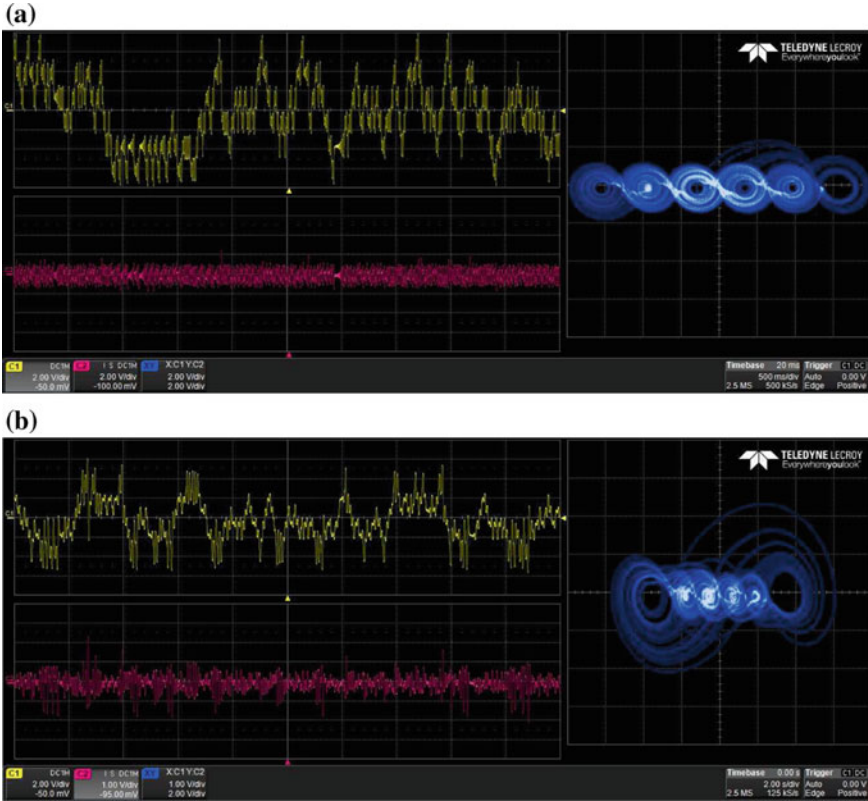 (a)
TELEDYNE LECROY
Everywhereyoulook™
C1
C1 DC1M C2 I S DC1M XY X:C1 Y:C2
2.00 V/div 2.00 V/div 2.00 V/div
-50.0 mV -100.00 mV 2.00 V/div
Timebase 20 ms Trigger C1 DC
500 ms/div Auto 0.00 V
2.5 MS 500 kS/s Edge Positive
(b)
TELEDYNE LECROY
Everywhereyoulook™
C1
C1 DC1M C2 I S DC1M XY X:C1 Y:C2
2.00 V/div 1.00 V/div 1.00 V/div
-50.0 mV -95.00 mV 2.00 V/div
Timebase 0.00 s Trigger C1 DC
2.00 s/div Auto 0.00 V
2.5 MS 125 kS/s Edge Positive